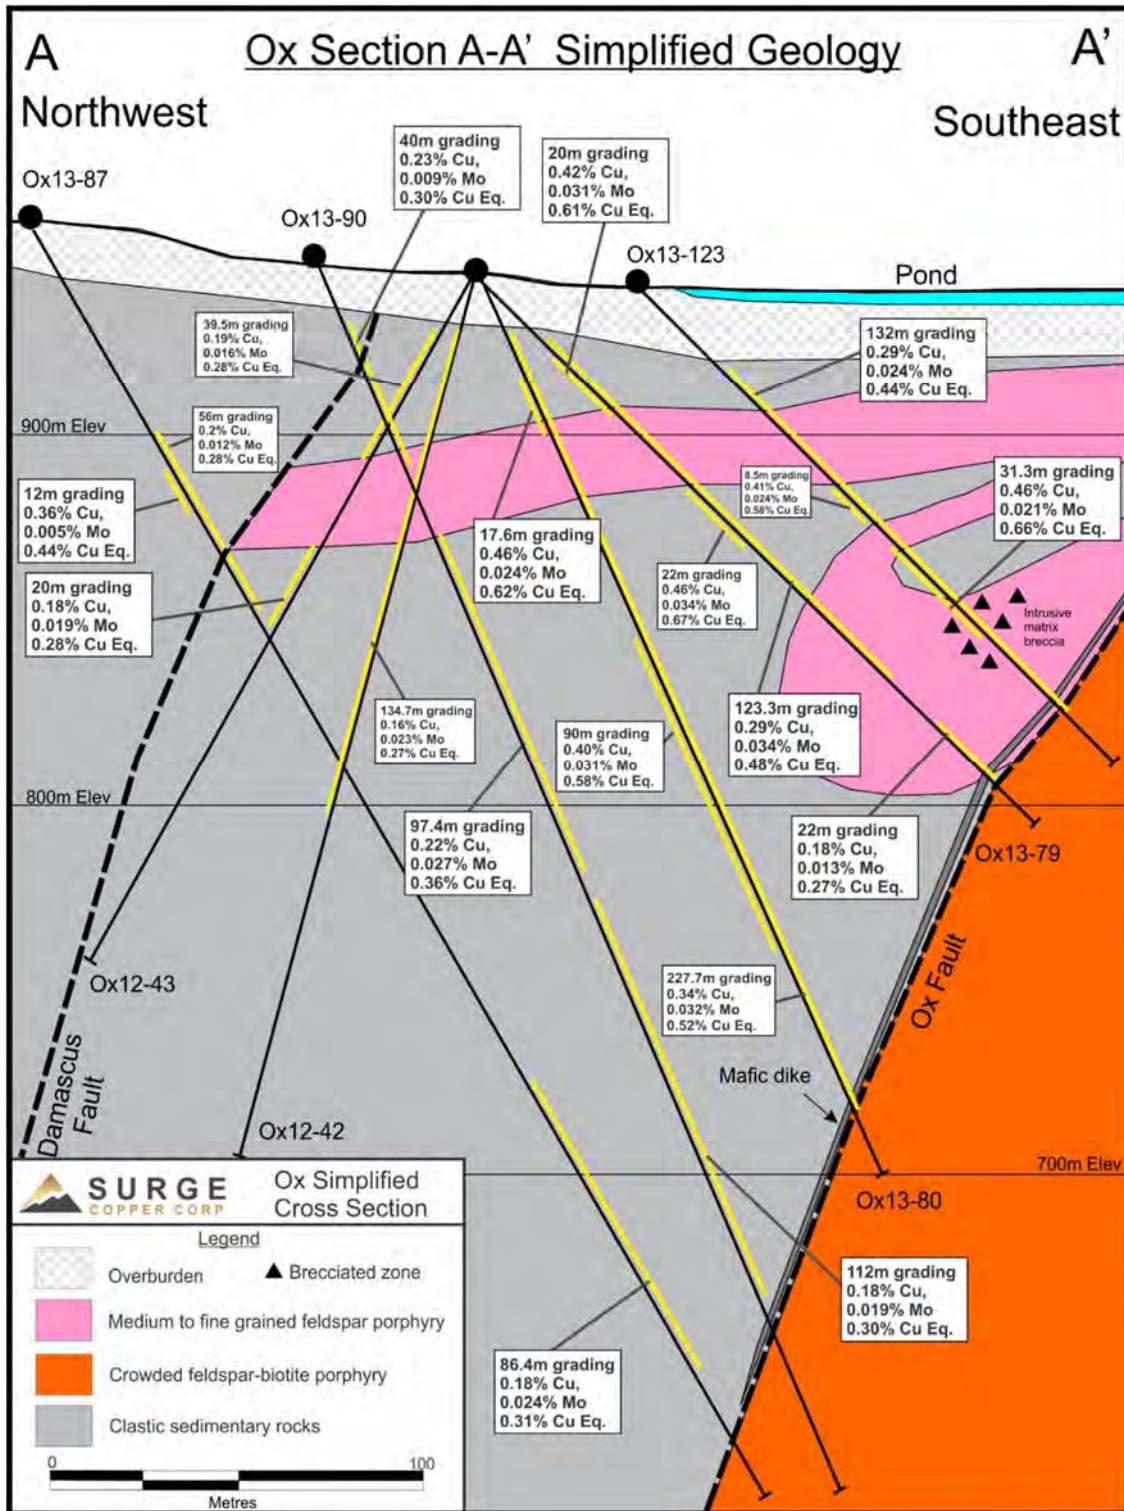 A
Ox Section A-A' Simplified Geology
A'
Northwest
Southeast
40m grading
0.23% Cu,
0.009% Mo
0.30% Cu Eq.
20m grading
0.42% Cu,
0.031% Mo
0.61% Cu Eq.
Ox13-87
Ox13-90
Ox13-123
Pond
39.5m grading
0.19% Cu,
0.016% Mo
0.28% Cu Eq.
132m grading
0.29% Cu,
0.024% Mo
0.44% Cu Eq.
56m grading
0.2% Cu,
0.012% Mo
0.28% Cu Eq.
900m Elev
12m grading
0.36% Cu,
0.005% Mo
0.44% Cu Eq.
8.5m grading
0.41% Cu,
0.024% Mo
0.58% Cu Eq.
31.3m grading
0.46% Cu,
0.021% Mo
0.66% Cu Eq.
17.6m grading
0.46% Cu,
0.024% Mo
0.62% Cu Eq.
20m grading
0.18% Cu,
0.019% Mo
0.28% Cu Eq.
22m grading
0.46% Cu,
0.034% Mo
0.67% Cu Eq.
Intrusive
matrix
breccia
134.7m grading
0.16% Cu,
0.023% Mo
0.27% Cu Eq.
123.3m grading
0.29% Cu,
0.034% Mo
0.48% Cu Eq.
90m grading
0.40% Cu,
0.031% Mo
0.58% Cu Eq.
800m Elev
97.4m grading
0.22% Cu,
0.027% Mo
0.36% Cu Eq.
22m grading
0.18% Cu,
0.013% Mo
0.27% Cu Eq.
Ox13-79
Ox12-43
227.7m grading
0.34% Cu,
0.032% Mo
0.52% Cu Eq.
Ox Fault
Damascus
Fault
Mafic dike
Ox12-42
700m Elev
Ox13-80
112m grading
0.18% Cu,
0.019% Mo
0.30% Cu Eq.
86.4m grading
0.18% Cu,
0.024% Mo
0.31% Cu Eq.
SURGE
COPPER CORP
Ox Simplified
Cross Section
Legend
Overburden
Brecciated zone
Medium to fine grained feldspar porphyry
Crowded feldspar-biotite porphyry
Clastic sedimentary rocks
0
100
Metres